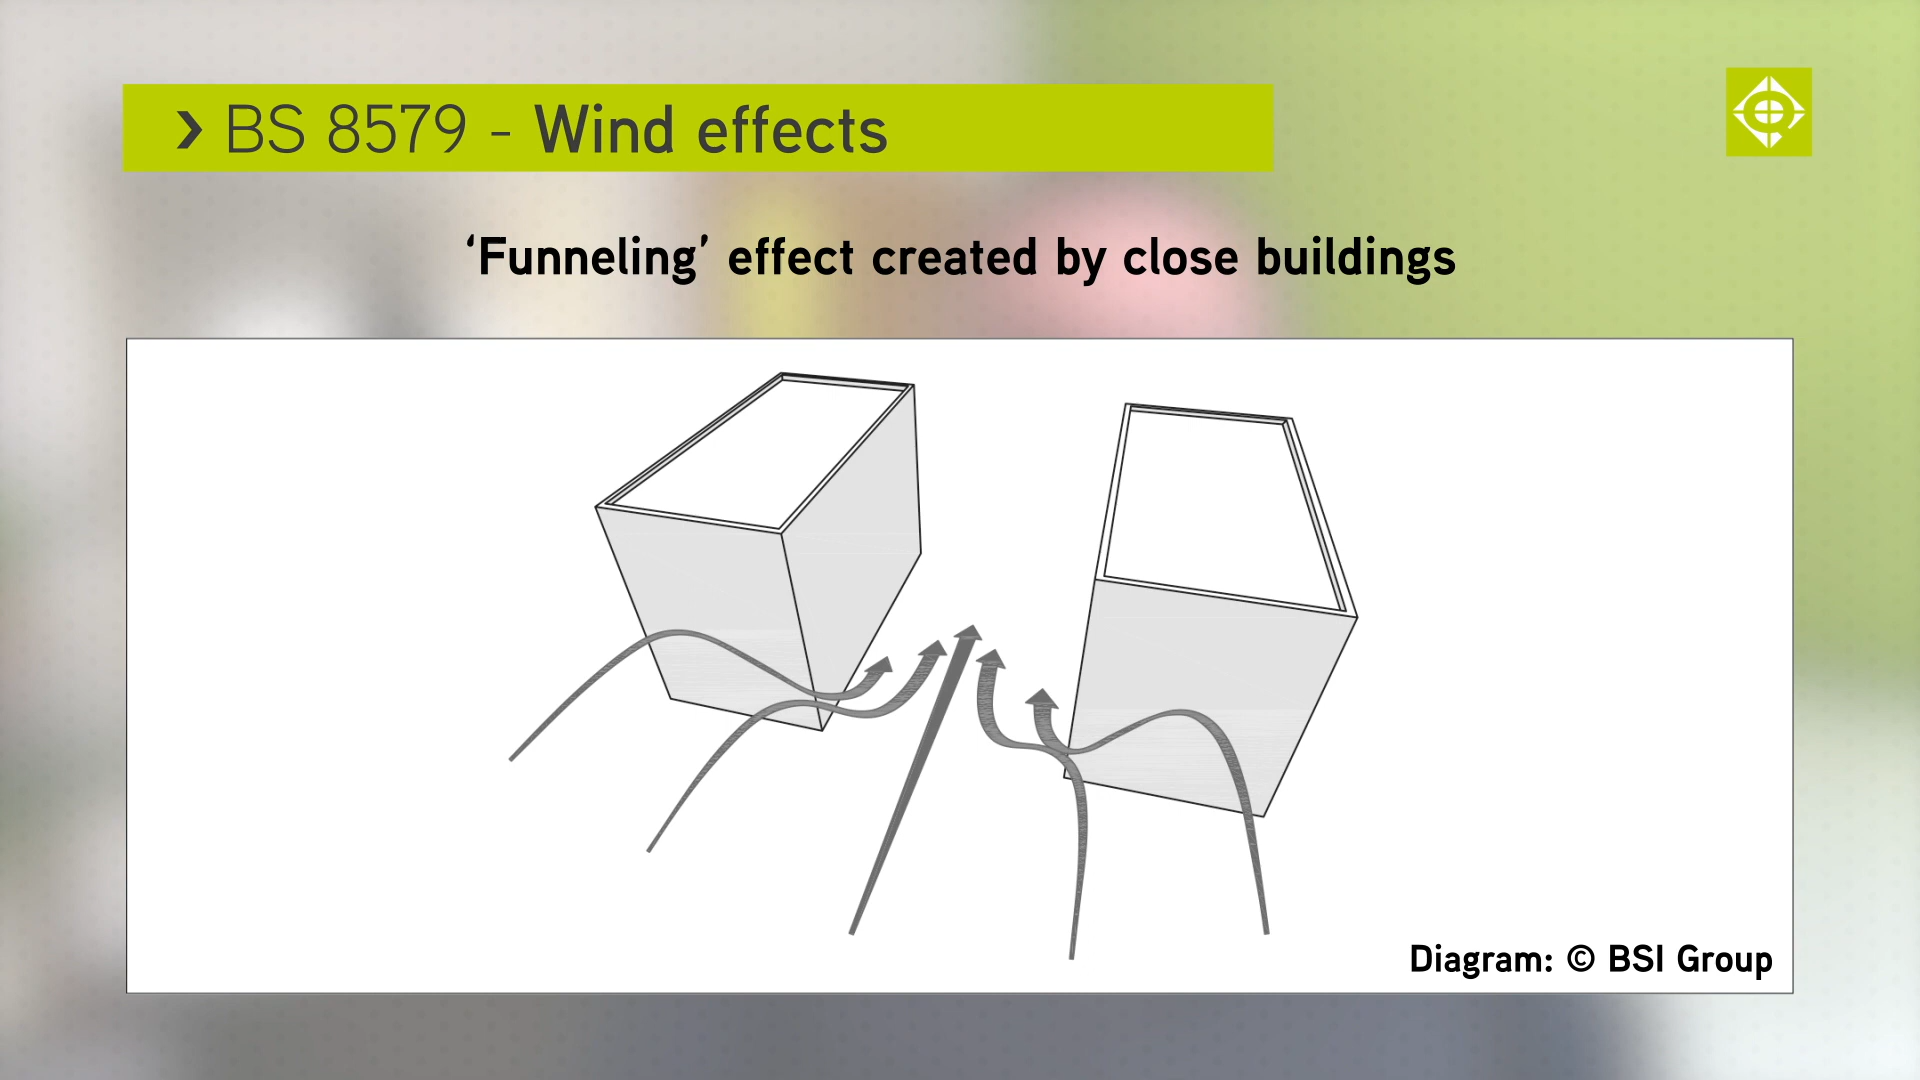 BS 8579 - Wind effects
‘Funneling’ effect created by close buildings
Diagram: © BSI Group